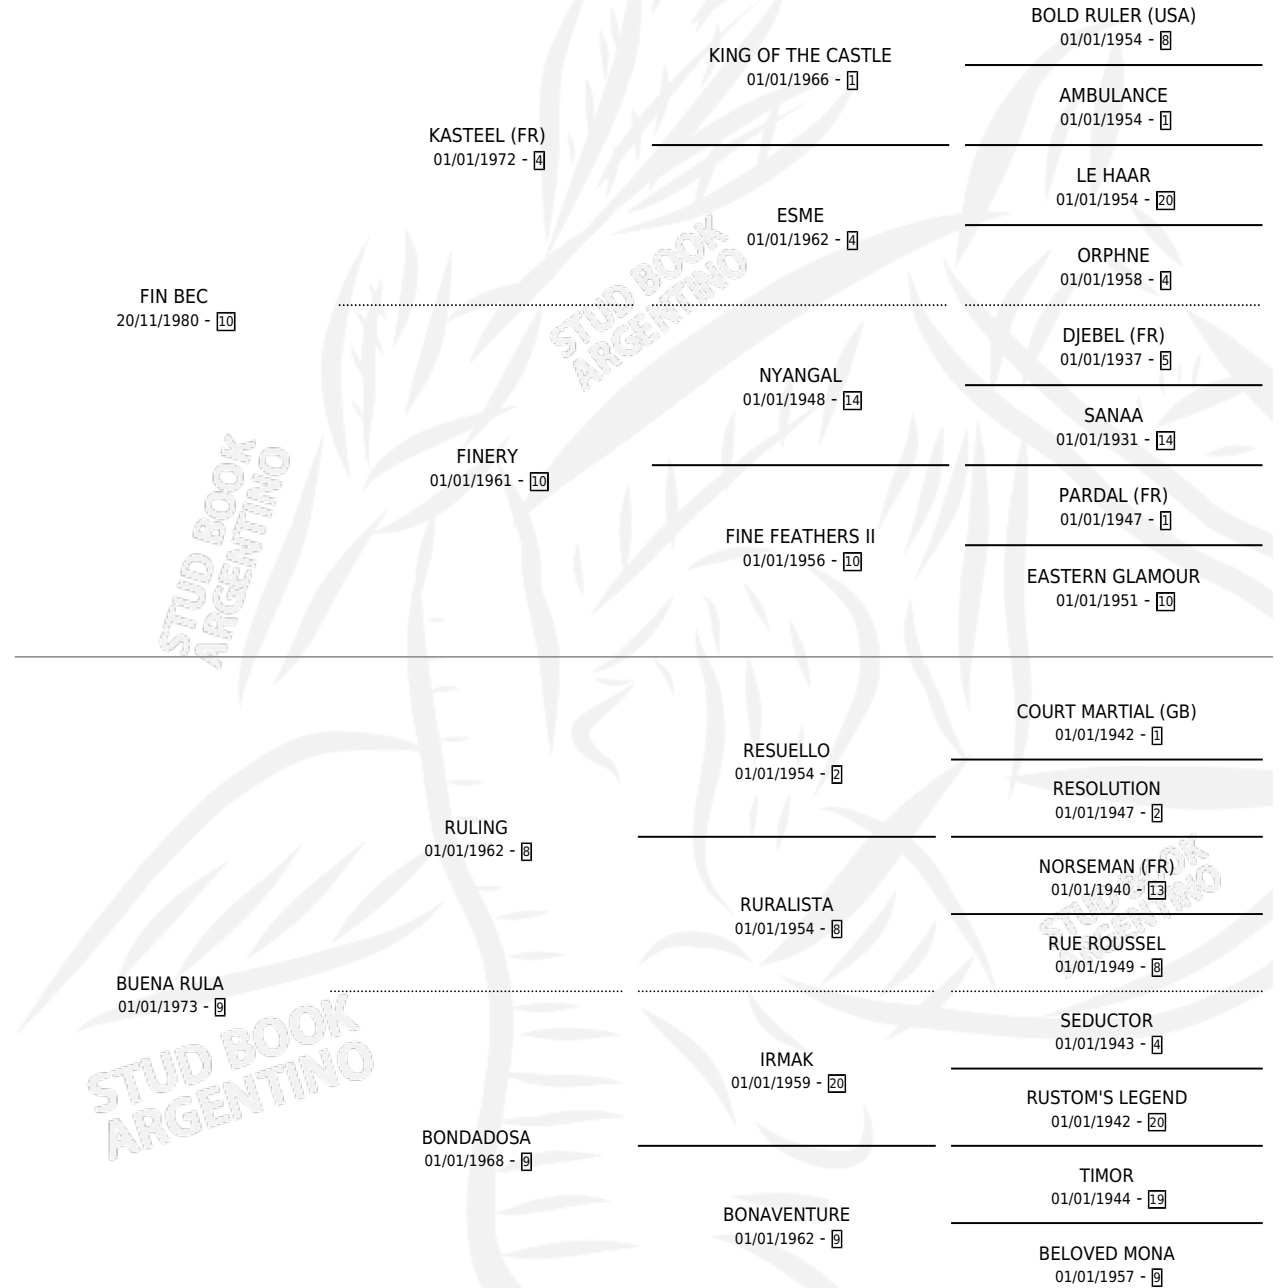 BOLD RULER (USA)
01/01/1954 - 8
KING OF THE CASTLE
01/01/1966 - 1
AMBULANCE
01/01/1954 - 1
KASTEEL (FR)
01/01/1972 - 4
LE HAAR
01/01/1954 - 20
ESME
01/01/1962 - 4
ORPHNE
01/01/1958 - 4
FIN BEC
20/11/1980 - 10
DJEBEL (FR)
01/01/1937 - 5
NYANGAL
01/01/1948 - 14
SANAA
01/01/1931 - 14
FINERY
01/01/1961 - 10
PARDAL (FR)
01/01/1947 - 1
FINE FEATHERS II
01/01/1956 - 10
EASTERN GLAMOUR
01/01/1951 - 10
STUD BOOK
ARGENTINO
STUD BOOK
ARGENTINO
COURT MARTIAL (GB)
01/01/1942 - 1
RESUELLO
01/01/1954 - 2
RESOLUTION
01/01/1947 - 2
RULING
01/01/1962 - 8
NORSEMAN (FR)
01/01/1940 - 13
RURALISTA
01/01/1954 - 8
RUE ROUSSEL
01/01/1949 - 8
BUENA RULA
01/01/1973 - 9
SEDUCTOR
01/01/1943 - 4
IRMAK
01/01/1959 - 20
RUSTOM'S LEGEND
01/01/1942 - 20
BONDADOSA
01/01/1968 - 9
TIMOR
01/01/1944 - 19
BONAVENTURE
01/01/1962 - 9
BELOVED MONA
01/01/1957 - 9
STUD BOOK
ARGENTINO
STUD BOOK
ARGENTINO